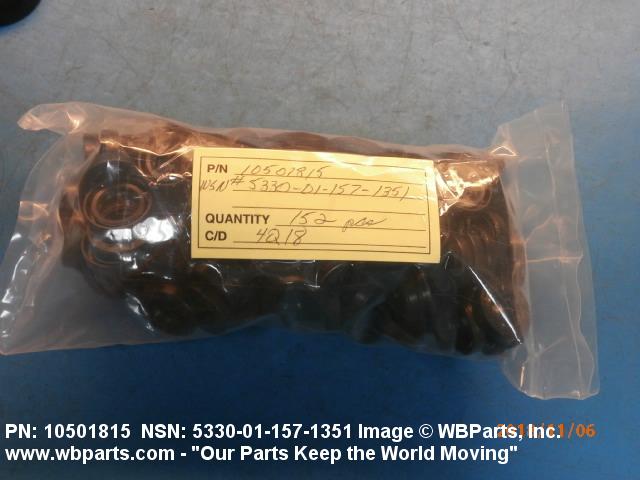 P/N 10501815
NSN# 5330-01-157-1351
QUANTITY 152 pcs
C/D 4Q18
PN: 10501815 NSN: 5330-01-157-1351 Image © WBParts, Inc.
www.wbparts.com - "Our Parts Keep the World Moving"